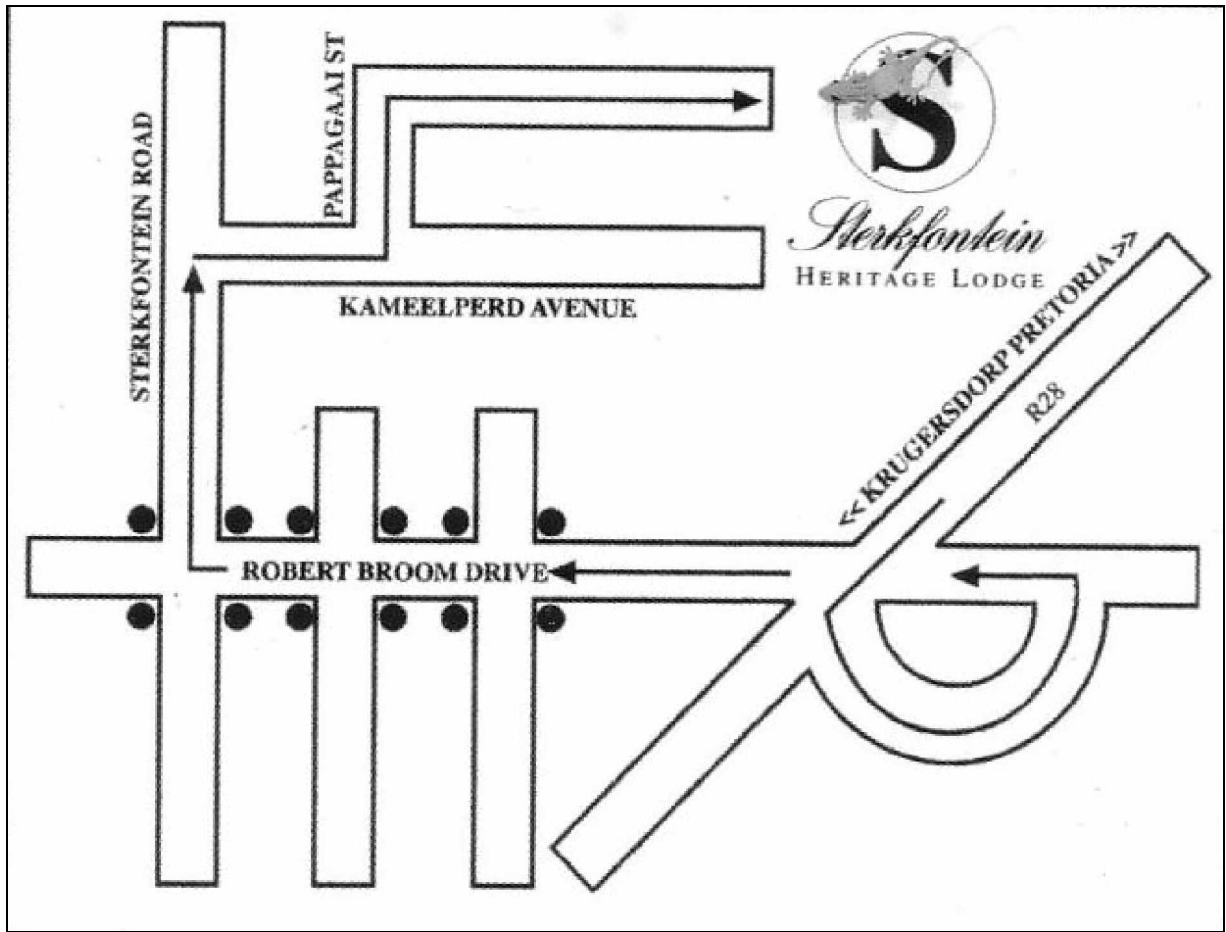 PAPPAGAAI ST
STERKFONTEIN ROAD
S
Sterkfontein
HERITAGE LODGE
KAMEELPERD AVENUE
<< KRUGERSDORP PRETORIA >>
R28
ROBERT BROOM DRIVE